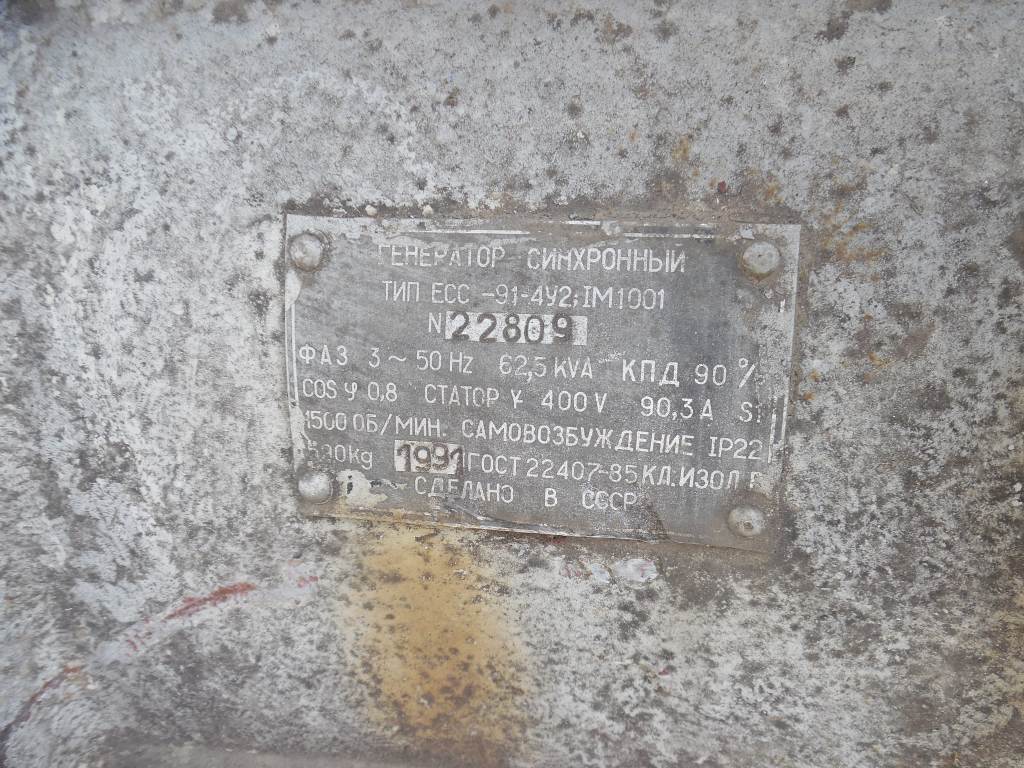 ГЕНЕРАТОР СИНХРОННЫЙ
ТИП ЕСС -91-4У2; IM1001
N 22809
ФАЗ 3 ~ 50 Hz 62,5 KVA КПД 90 %
COS φ 0,8 СТАТОР Y 400 V 90,3 A S1
1500 ОБ/МИН. САМОВОЗБУЖДЕНИЕ IP22
1991 ГОСТ 22407-85 КЛ.ИЗОЛ
СДЕЛАНО В СССР